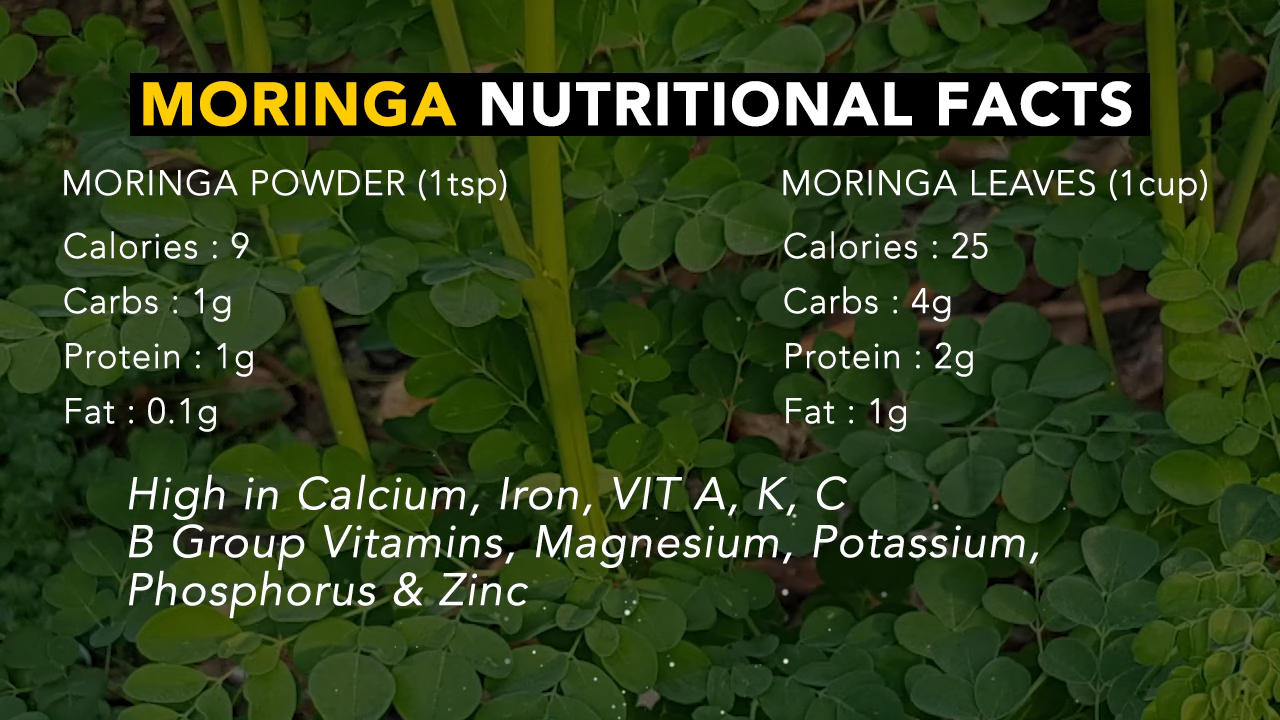 MORINGA NUTRITIONAL FACTS
MORINGA POWDER (1tsp)
Calories : 9
Carbs : 1g
Protein : 1g
Fat : 0.1g
MORINGA LEAVES (1cup)
Calories : 25
Carbs : 4g
Protein : 2g
Fat : 1g
High in Calcium, Iron, VIT A, K, C
B Group Vitamins, Magnesium, Potassium,
Phosphorus & Zinc